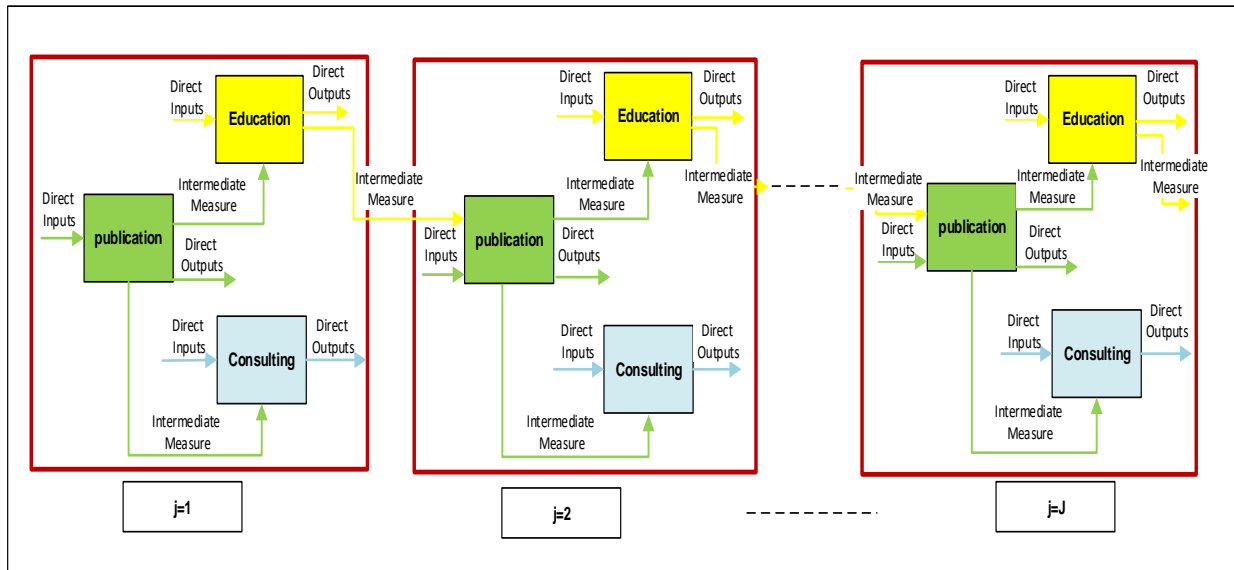 Direct
Inputs
Education
Direct
Outputs
Intermediate
Measure
Direct
Inputs
publication
Direct
Outputs
Direct
Inputs
Consulting
Direct
Outputs
Intermediate
Measure
j=1
Intermediate
Measure
Direct
Inputs
Education
Direct
Outputs
Intermediate
Measure
Intermediate
Measure
Direct
Inputs
publication
Direct
Outputs
Direct
Inputs
Consulting
Direct
Outputs
Intermediate
Measure
j=2
Intermediate
Measure
Direct
Inputs
Education
Direct
Outputs
Intermediate
Measure
Intermediate
Measure
Direct
Inputs
publication
Direct
Outputs
Direct
Inputs
Consulting
Direct
Outputs
Intermediate
Measure
j=J